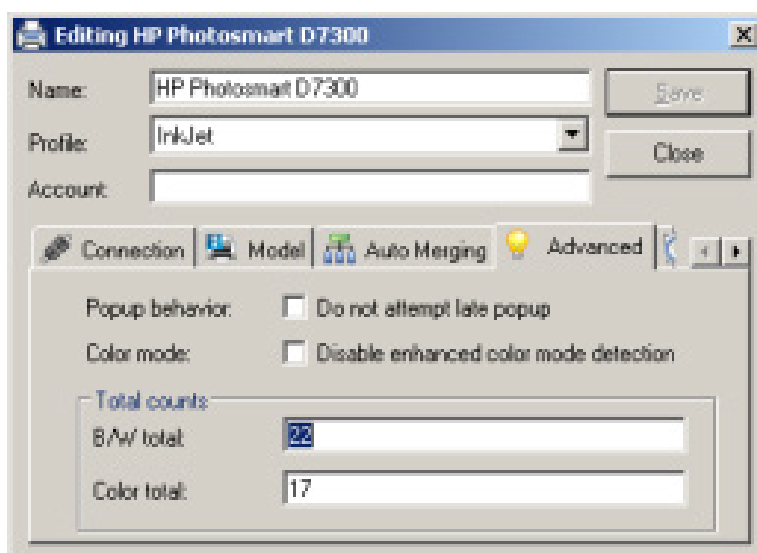 Editing HP Photosmart D7300
Name: HP Photosmart D7300
Save
Profile: InkJet
Close
Account:
Connection Model Auto Merging Advanced
Popup behavior: Do not attempt late popup
Color mode: Disable enhanced color mode detection
Total counts
B/W total: 22
Color total: 17